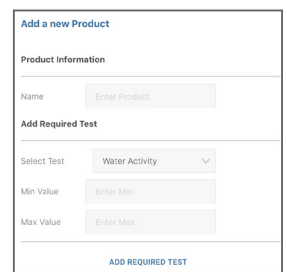 Add a new Product
Product Information
Name Enter Product
Add Required Test
Select Test Water Activity
Min Value Enter Min
Max Value Enter Max
ADD REQUIRED TEST